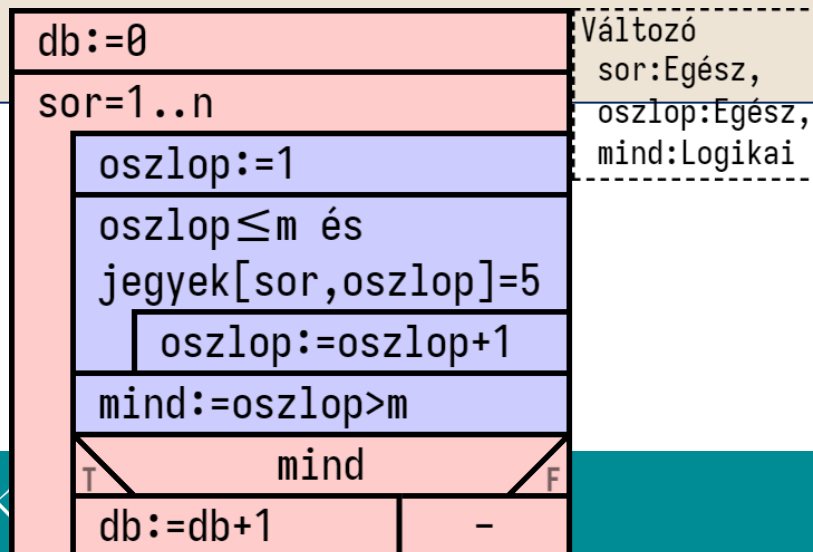 db:=0
sor=1..n
oszlop:=1
oszlop≤m és
jegyek[sor,oszlop]=5
oszlop:=oszlop+1
mind:=oszlop>m
T
mind
F
db:=db+1
-
Változó
sor:Egész,
oszlop:Egész,
mind:Logikai